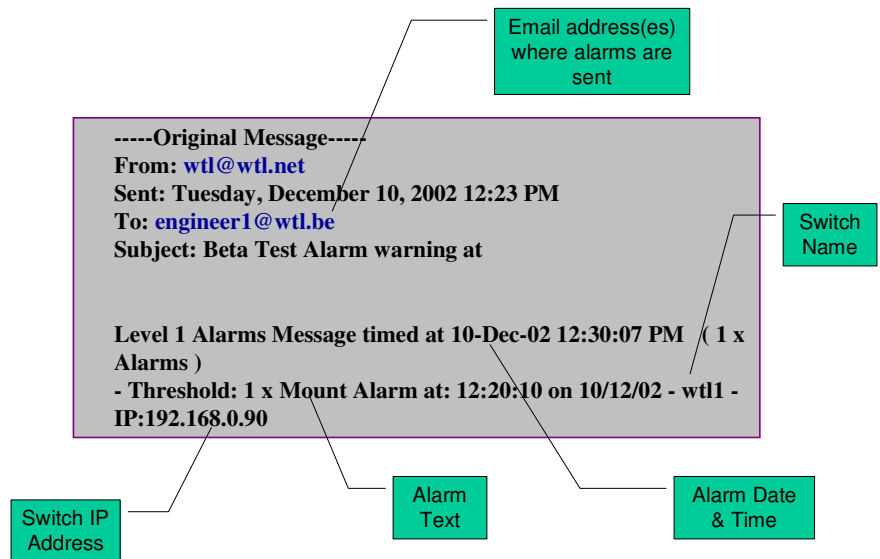 Email address(es)
where alarms are
sent
-----Original Message-----
From: wtl@wtl.net
Sent: Tuesday, December 10, 2002 12:23 PM
To: engineer1@wtl.be
Subject: Beta Test Alarm warning at
Switch
Name
Level 1 Alarms Message timed at 10-Dec-02 12:30:07 PM ( 1 x
Alarms )
- Threshold: 1 x Mount Alarm at: 12:20:10 on 10/12/02 - wtl1 -
IP:192.168.0.90
Switch IP
Address
Alarm
Text
Alarm Date
& Time